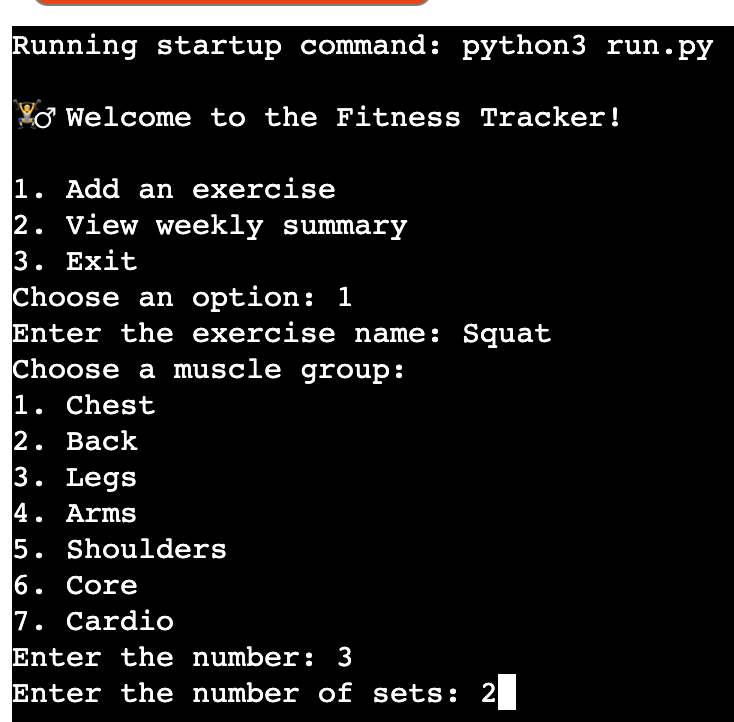 Running startup command: python3 run.py
🏋♂ Welcome to the Fitness Tracker!
1. Add an exercise
2. View weekly summary
3. Exit
Choose an option: 1
Enter the exercise name: Squat
Choose a muscle group:
1. Chest
2. Back
3. Legs
4. Arms
5. Shoulders
6. Core
7. Cardio
Enter the number: 3
Enter the number of sets: 2